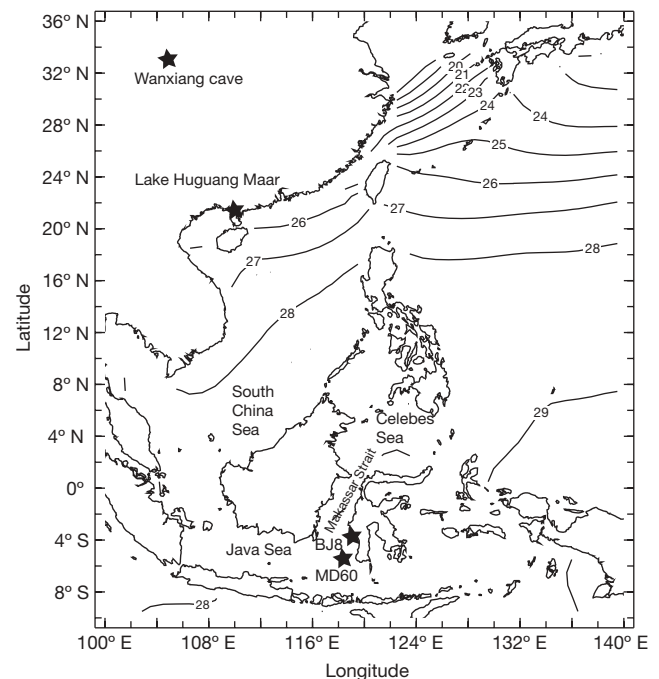 36° N
32° N
28° N
24° N
20° N
16° N
12° N
8° N
4° N
0°
4° S
8° S
Latitude
Wanxiang cave
Lake Huguang Maar
20
21
22
23
24
24
25
26
26
27
27
28
28
29
South
China
Sea
Celebes
Sea
Makassar Strait
Java Sea
BJ8
MD60
28
100° E
108° E
116° E
124° E
132° E
140° E
Longitude